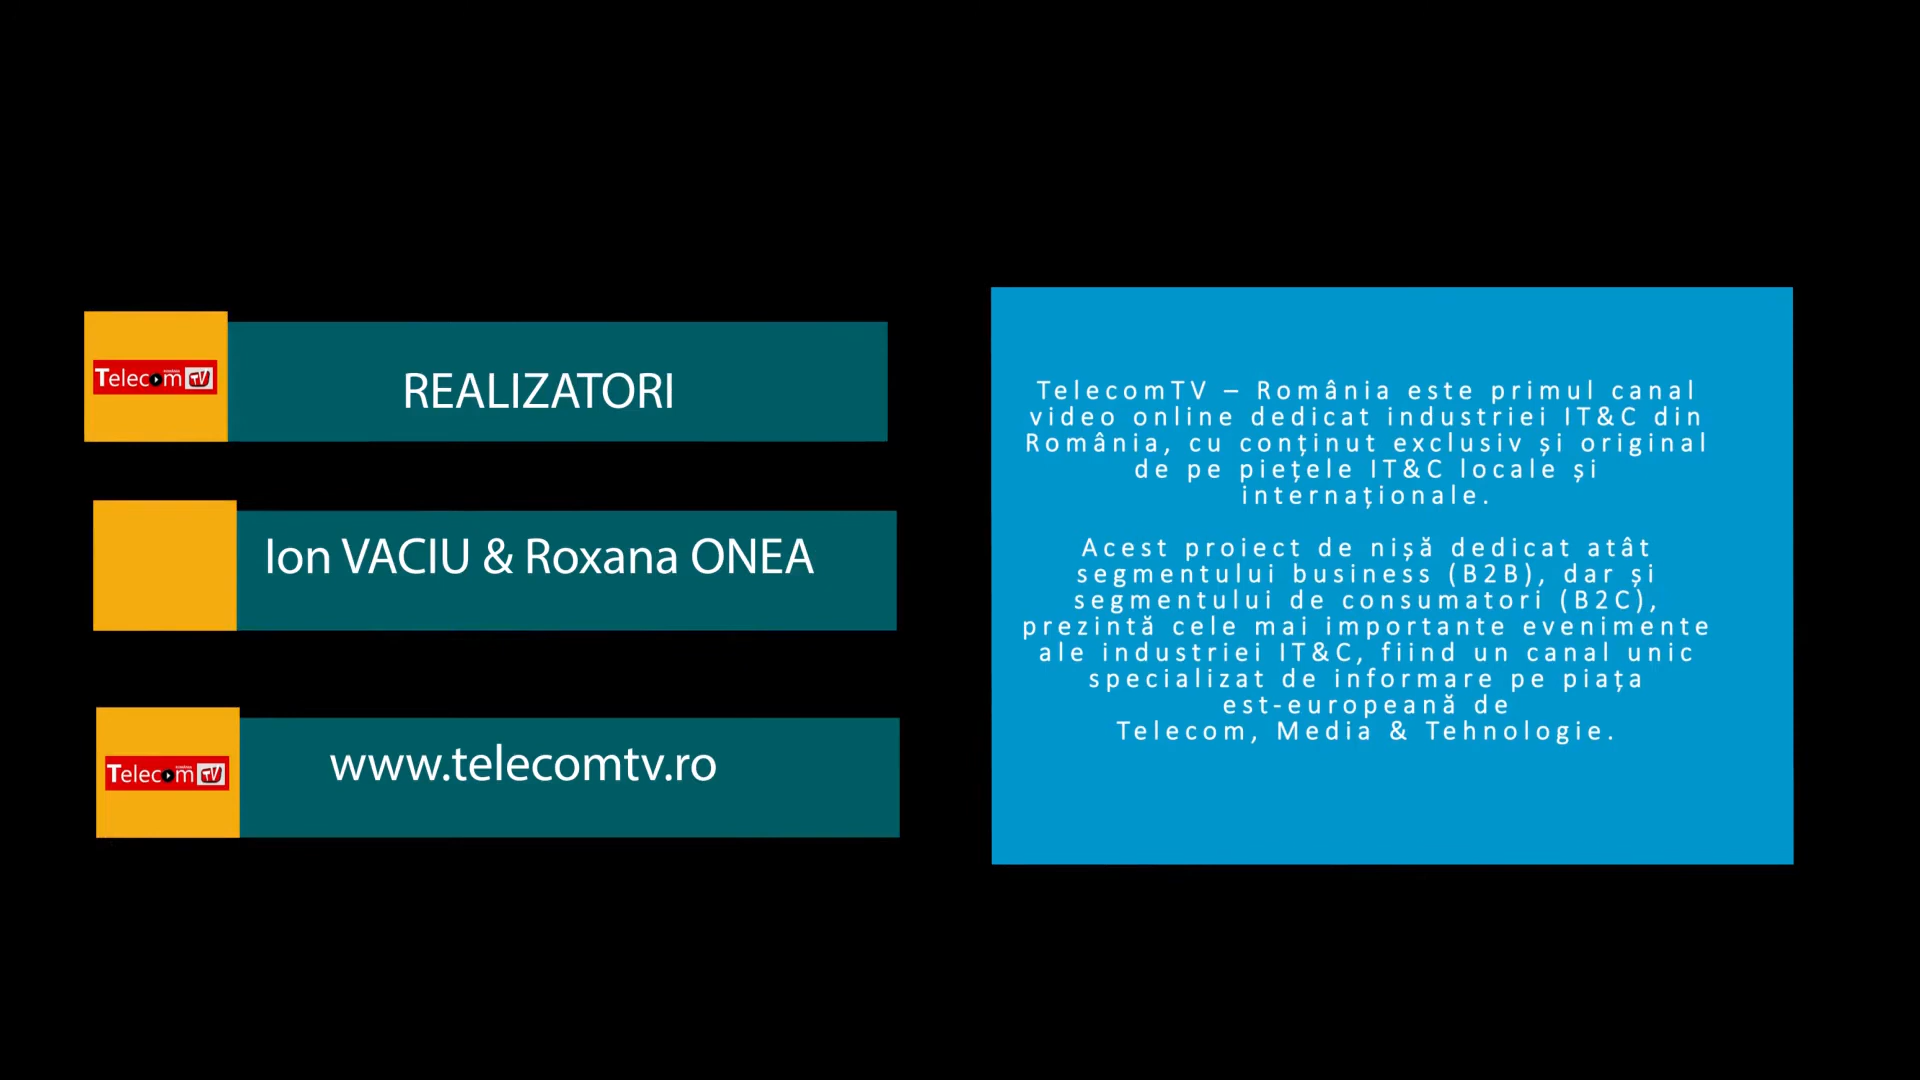 Telecom TV
REALIZATORI
Ion VACIU & Roxana ONEA
Telecom TV
www.telecomtv.ro
TelecomTV – România este primul canal
video online dedicat industriei IT&C din
România, cu conținut exclusiv și original
de pe piețele IT&C locale și
internaționale.
Acest proiect de nișă dedicat atât
segmentului business (B2B), dar și
segmentului de consumatori (B2C),
prezintă cele mai importante evenimente
ale industriei IT&C, fiind un canal unic
specializat de informare pe piața
est-europeană de
Telecom, Media & Tehnologie.